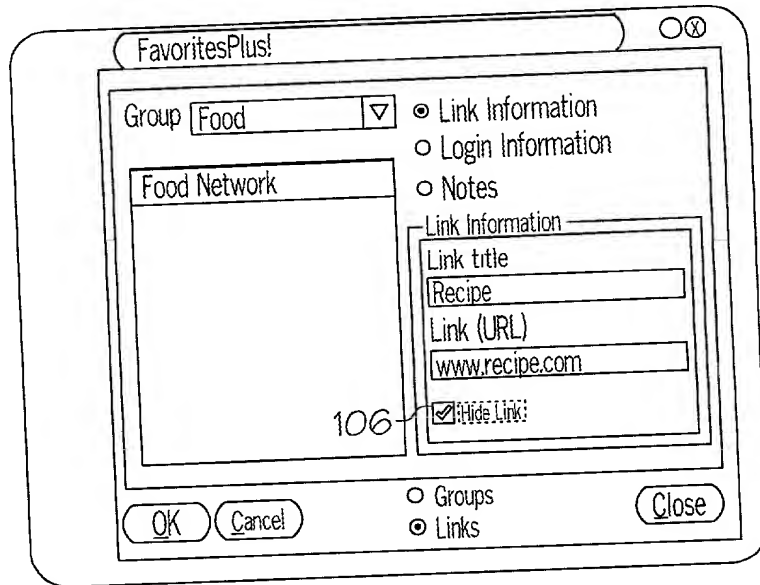 FavoritesPlus!
Group Food
Link Information
Login Information
Notes
Food Network
Link Information
Link title
Recipe
Link (URL)
www.recipe.com
106
Hide Link
OK
Cancel
Groups
Links
Close